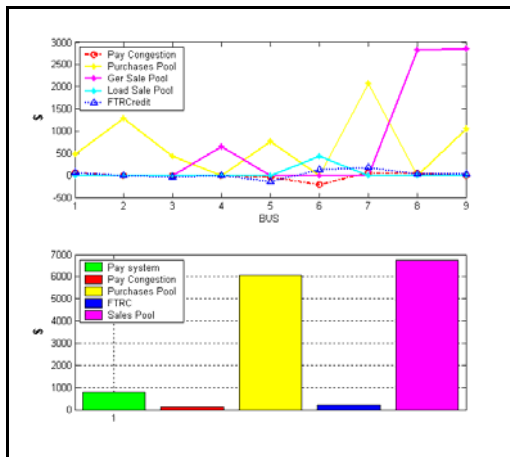 3000
2500
2000
1500
1000
500
0
-500
$
Pay Congestion
Purchases Pool
Ger Sale Pool
Load Sale Pool
FTRCredit
1 2 3 4 5 6 7 8 9
BUS
7000
6000
5000
4000
3000
2000
1000
0
$
Pay system
Pay Congestion
Purchases Pool
FTRC
Sales Pool
1